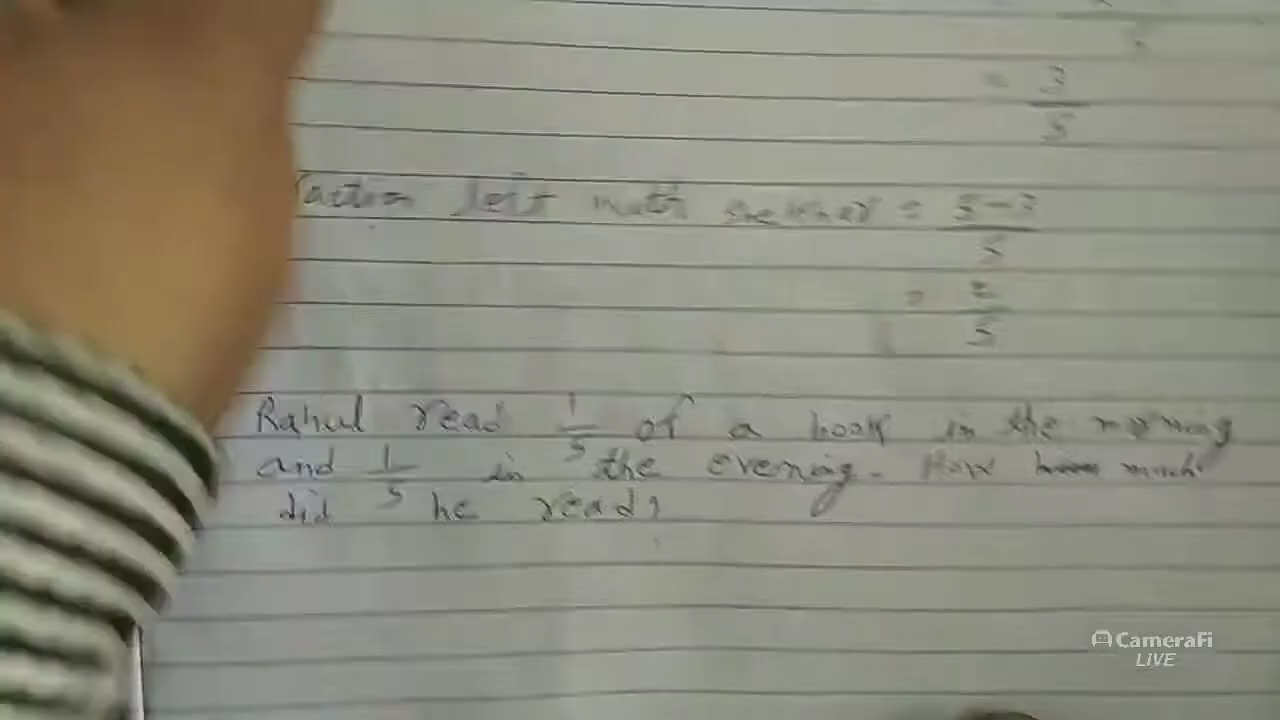 = 3
5
raction left with shekhar = 5-3
5
= 2
5
Rahul read 1/5 of a book in the morning
and 1/5 in the evening. How much
did he read?
CameraFi
LIVE